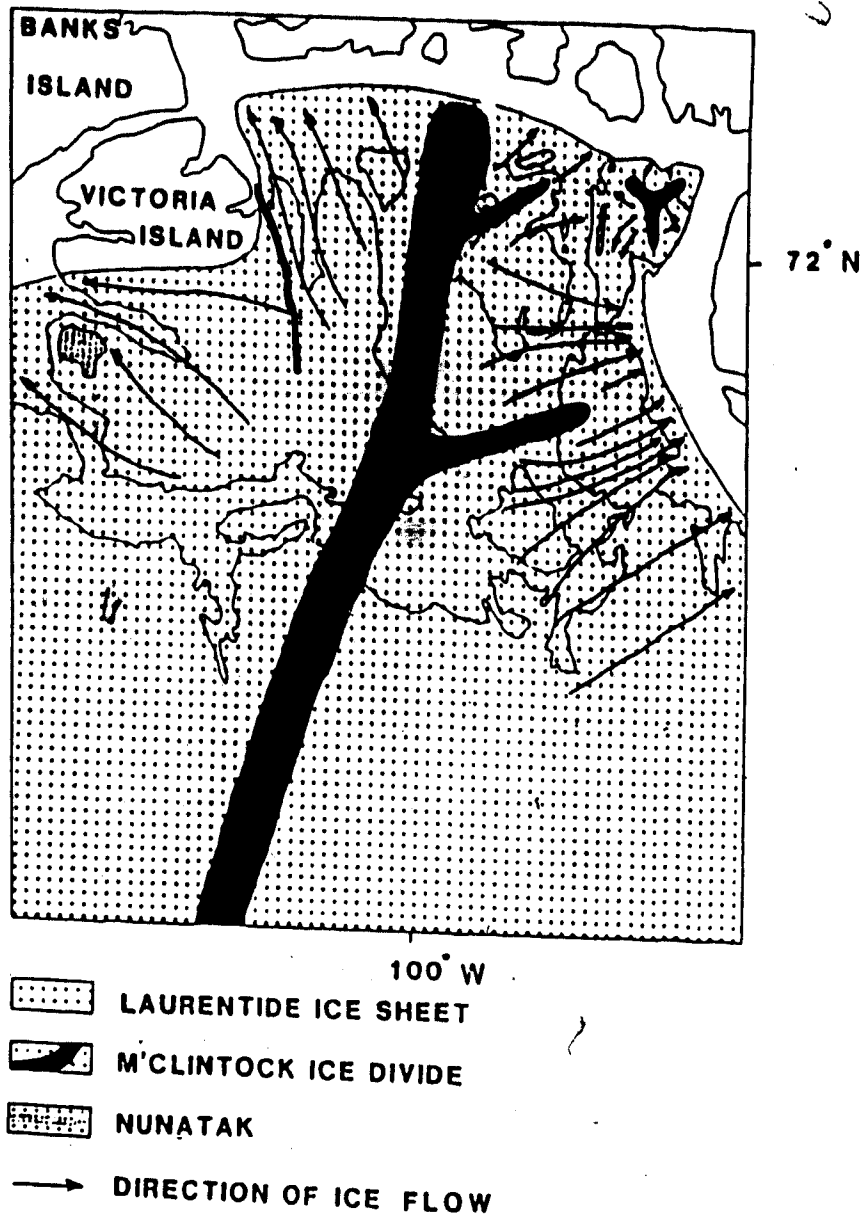 BANKS
ISLAND
VICTORIA
ISLAND
72° N
100° W
LAURENTIDE ICE SHEET
M'CLINTOCK ICE DIVIDE
NUNATAK
DIRECTION OF ICE FLOW